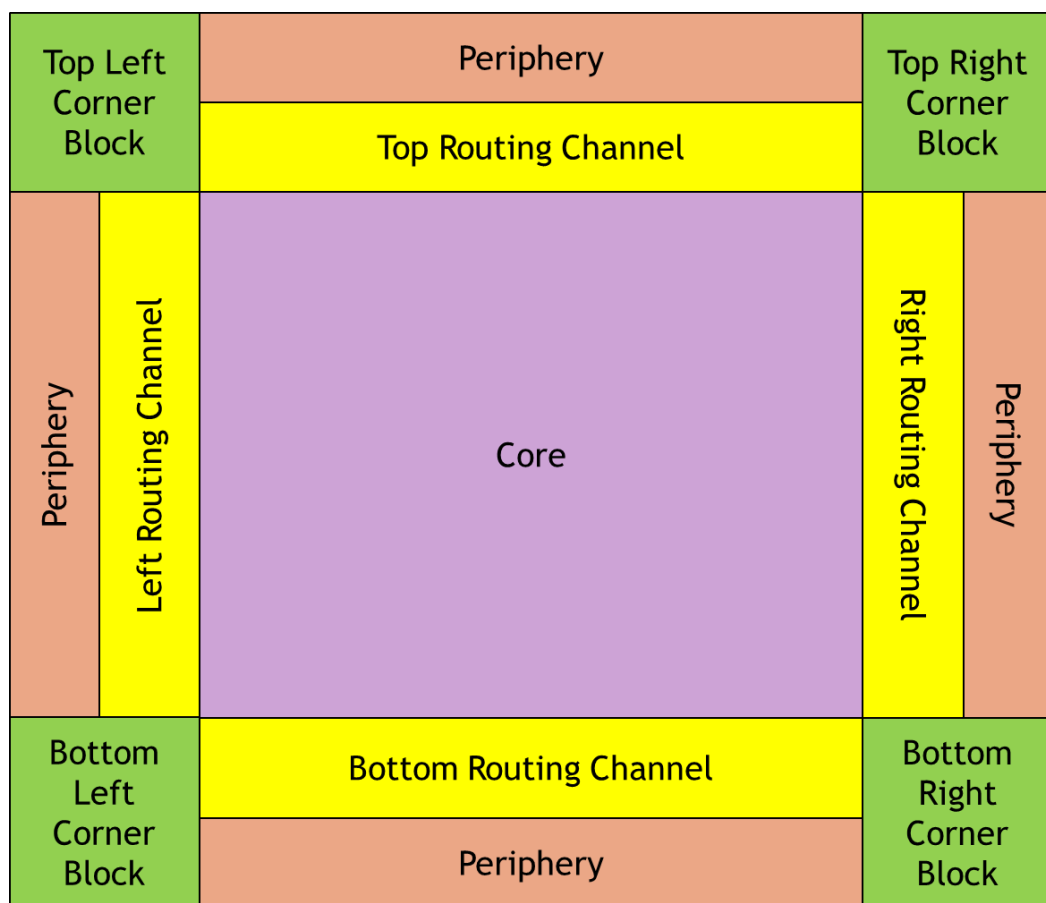 Top Left
Corner
Block
Periphery
Top Routing Channel
Top Right
Corner
Block
Periphery
Left Routing Channel
Core
Right Routing Channel
Periphery
Bottom
Left
Corner
Block
Bottom Routing Channel
Periphery
Bottom
Right
Corner
Block